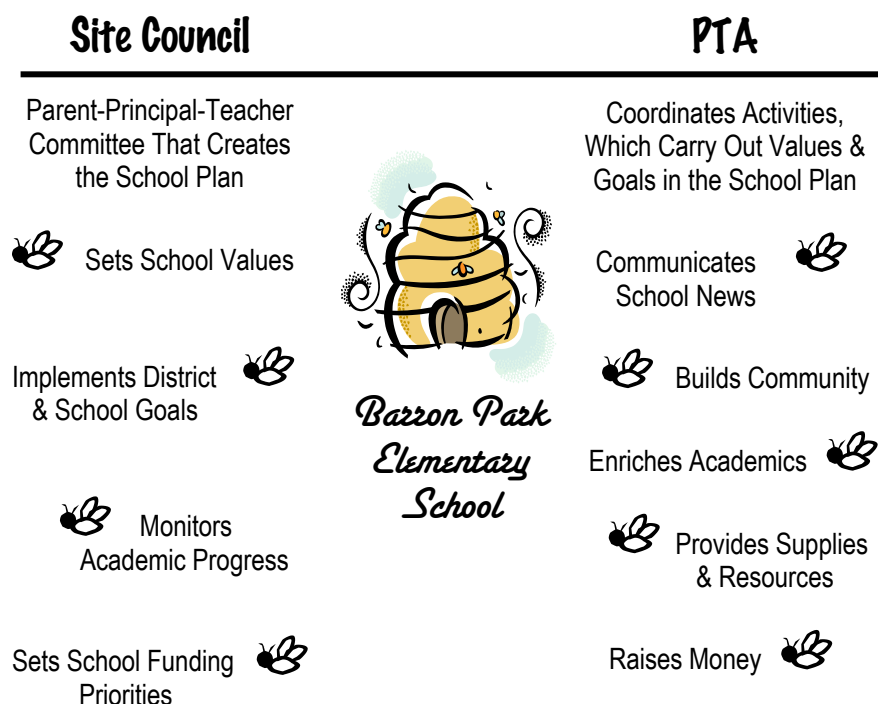 Site Council
Parent-Principal-Teacher
Committee That Creates
the School Plan
Sets School Values
Implements District
& School Goals
Monitors
Academic Progress
Sets School Funding
Priorities
Barron Park
Elementary
School
PTA
Coordinates Activities,
Which Carry Out Values &
Goals in the School Plan
Communicates
School News
Builds Community
Enriches Academics
Provides Supplies
& Resources
Raises Money